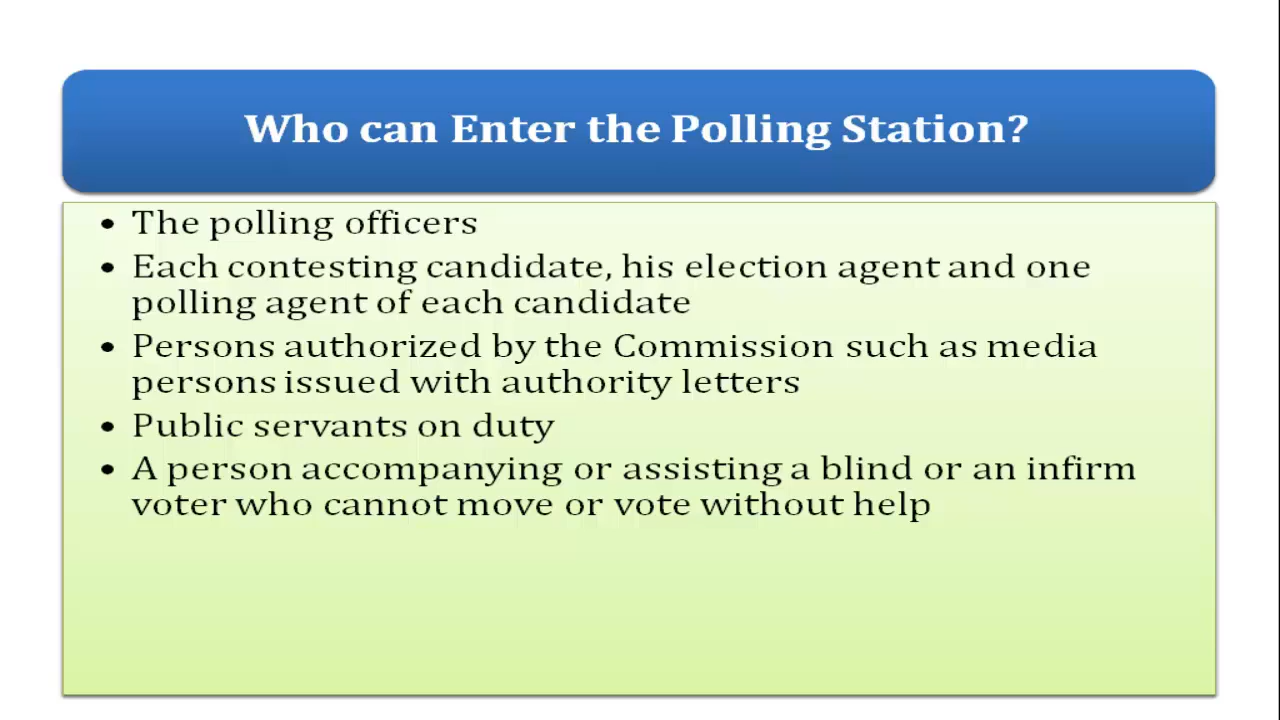 Who can Enter the Polling Station?
• The polling officers
• Each contesting candidate, his election agent and one
polling agent of each candidate
• Persons authorized by the Commission such as media
persons issued with authority letters
• Public servants on duty
• A person accompanying or assisting a blind or an infirm
voter who cannot move or vote without help